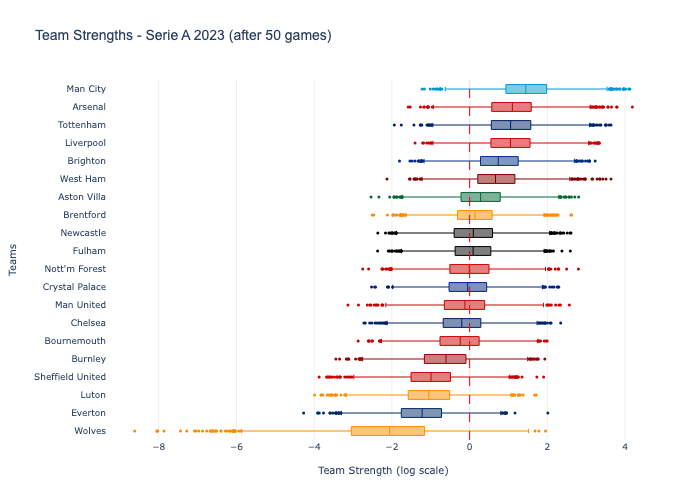 Team Strengths - Serie A 2023 (after 50 games)
Man City
Arsenal
Tottenham
Liverpool
Brighton
West Ham
Aston Villa
Brentford
Newcastle
Fulham
Nott'm Forest
Crystal Palace
Man United
Chelsea
Bournemouth
Burnley
Sheffield United
Luton
Everton
Wolves
Teams
−8 −6 −4 −2 0 2 4
Team Strength (log scale)